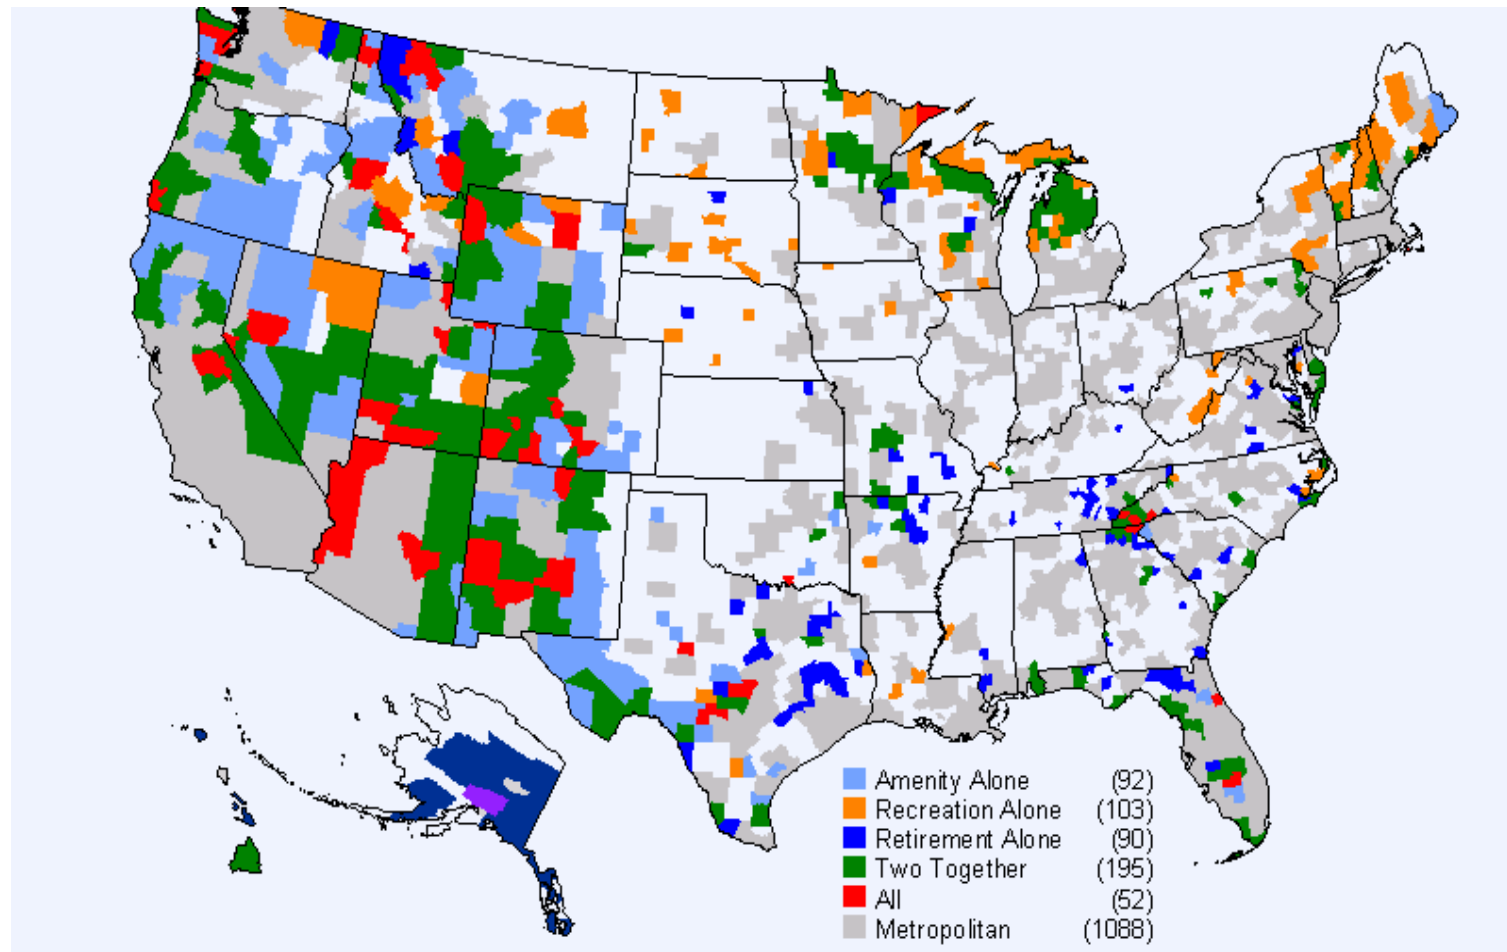 Amenity Alone (92)
Recreation Alone (103)
Retirement Alone (90)
Two Together (195)
All (52)
Metropolitan (1088)